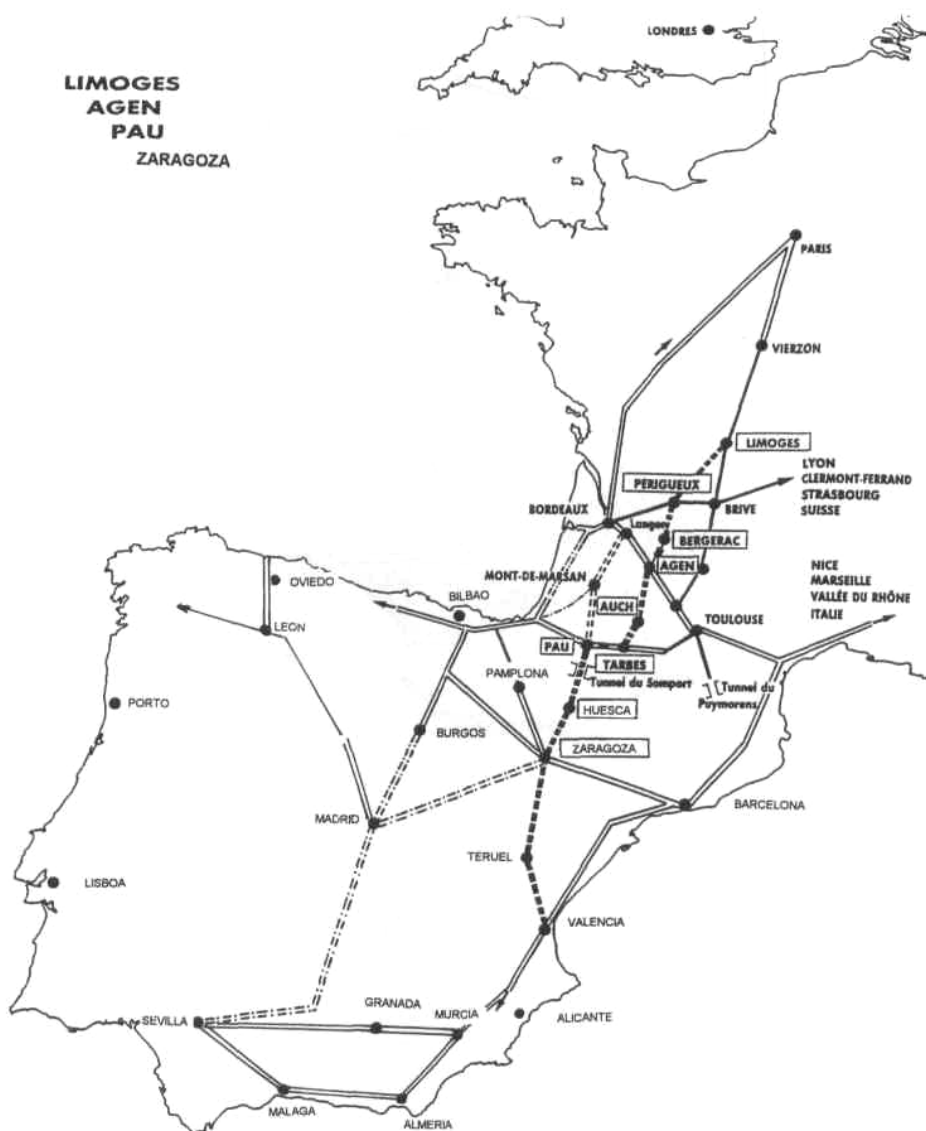 LONDRES
LIMOGES
AGEN
PAU
ZARAGOZA
PARIS
VIERZON
LIMOGES
PÉRIGUEUX
LYON
CLERMONT-FERRAND
STRASBOURG
SUISSE
BRIVE
BORDEAUX
Langon
BERGERAC
AGEN
MONT-DE-MARSAN
NICE
MARSEILLE
VALLÉE DU RHÔNE
ITALIE
OVIEDO
BILBAO
AUCH
LEON
TOULOUSE
PAU
TARBES
PAMPLONA
Tunnel du Somport
Tunnel du
Puymorens
PORTO
HUESCA
BURGOS
ZARAGOZA
BARCELONA
MADRID
TERUEL
LISBOA
VALENCIA
GRANADA
MURCIA
SEVILLA
ALICANTE
MALAGA
ALMERIA